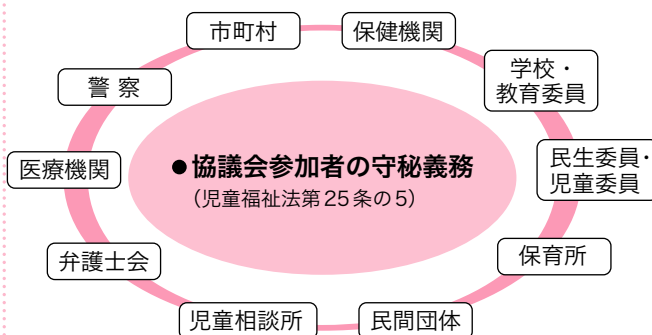 市町村
保健機関
警 察
学校・
教育委員
医療機関
●協議会参加者の守秘義務
(児童福祉法第25条の5)
民生委員・
児童委員
弁護士会
保育所
児童相談所
民間団体